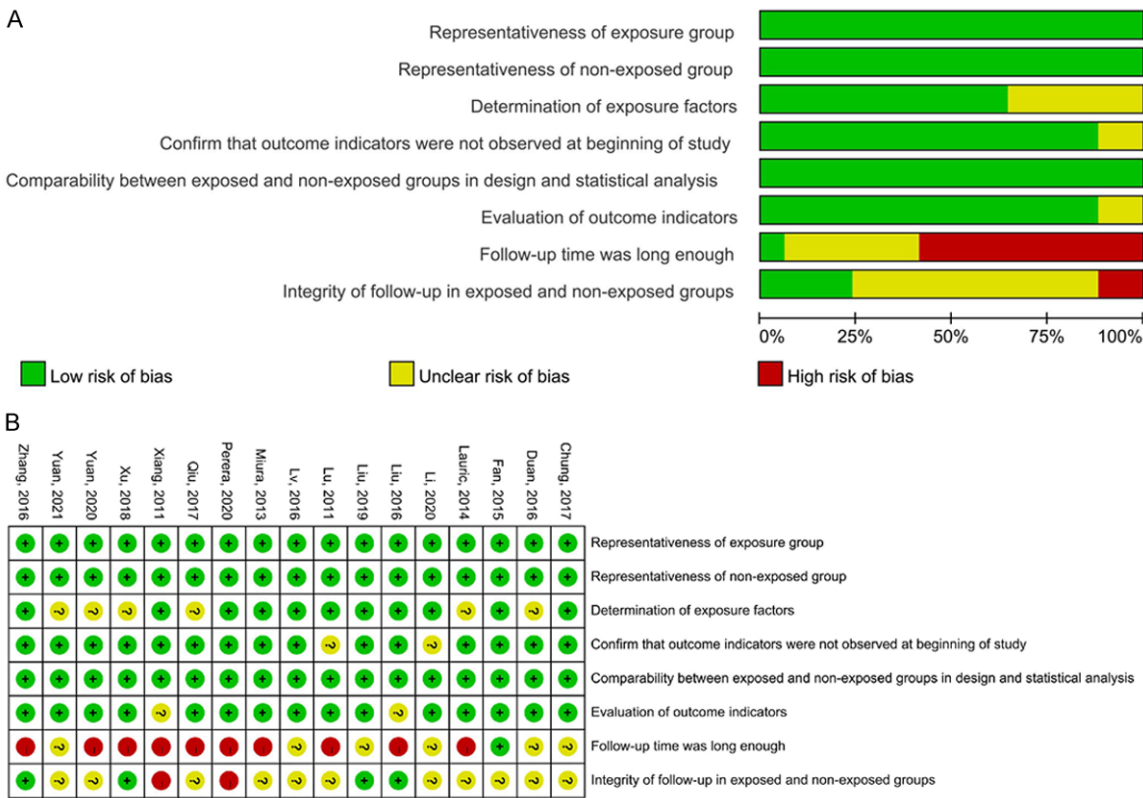 A
Representativeness of exposure group
Representativeness of non-exposed group
Determination of exposure factors
Confirm that outcome indicators were not observed at beginning of study
Comparability between exposed and non-exposed groups in design and statistical analysis
Evaluation of outcome indicators
Follow-up time was long enough
Integrity of follow-up in exposed and non-exposed groups
0% 25% 50% 75% 100%
Low risk of bias Unclear risk of bias High risk of bias
B
Zhang, 2016
Yuan, 2021
Yuan, 2020
Xu, 2018
Xiang, 2011
Qiu, 2017
Perera, 2020
Miura, 2013
Lv, 2016
Lu, 2011
Liu, 2019
Liu, 2016
Li, 2020
Lauric, 2014
Fan, 2015
Duan, 2016
Chung, 2017
+ + + + + + + + + + + + + + + + + Representativeness of exposure group
+ + + + + + + + + + + + + + + + + Representativeness of non-exposed group
+ ? ? ? + ? + + + + + + + ? + ? + Determination of exposure factors
+ + + + + + + + + ? + + ? + + + + Confirm that outcome indicators were not observed at beginning of study
+ + + + + + + + + + + + + + + + + Comparability between exposed and non-exposed groups in design and statistical analysis
+ + + + ? + + + + + + ? + + + + + Evaluation of outcome indicators
- ? - - - - - - ? - ? - ? - + ? ? Follow-up time was long enough
+ ? ? + - ? - ? ? ? + + ? ? ? ? ? Integrity of follow-up in exposed and non-exposed groups